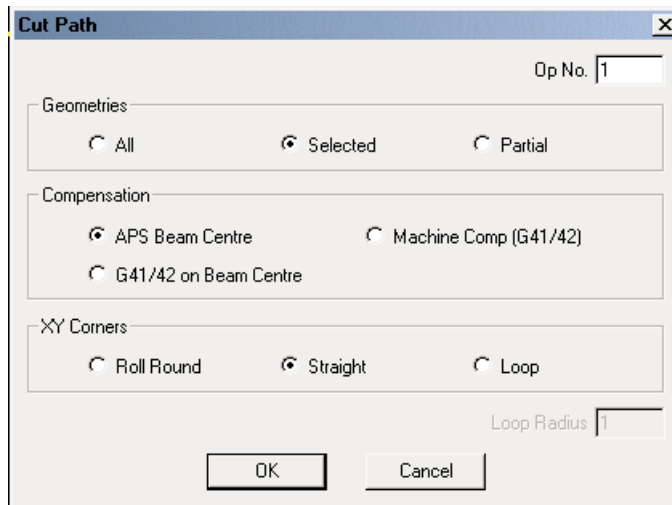 Cut Path
Op No. 1
Geometries
All Selected Partial
Compensation
APS Beam Centre Machine Comp (G41/42)
G41/42 on Beam Centre
XY Corners
Roll Round Straight Loop
Loop Radius 1
OK Cancel